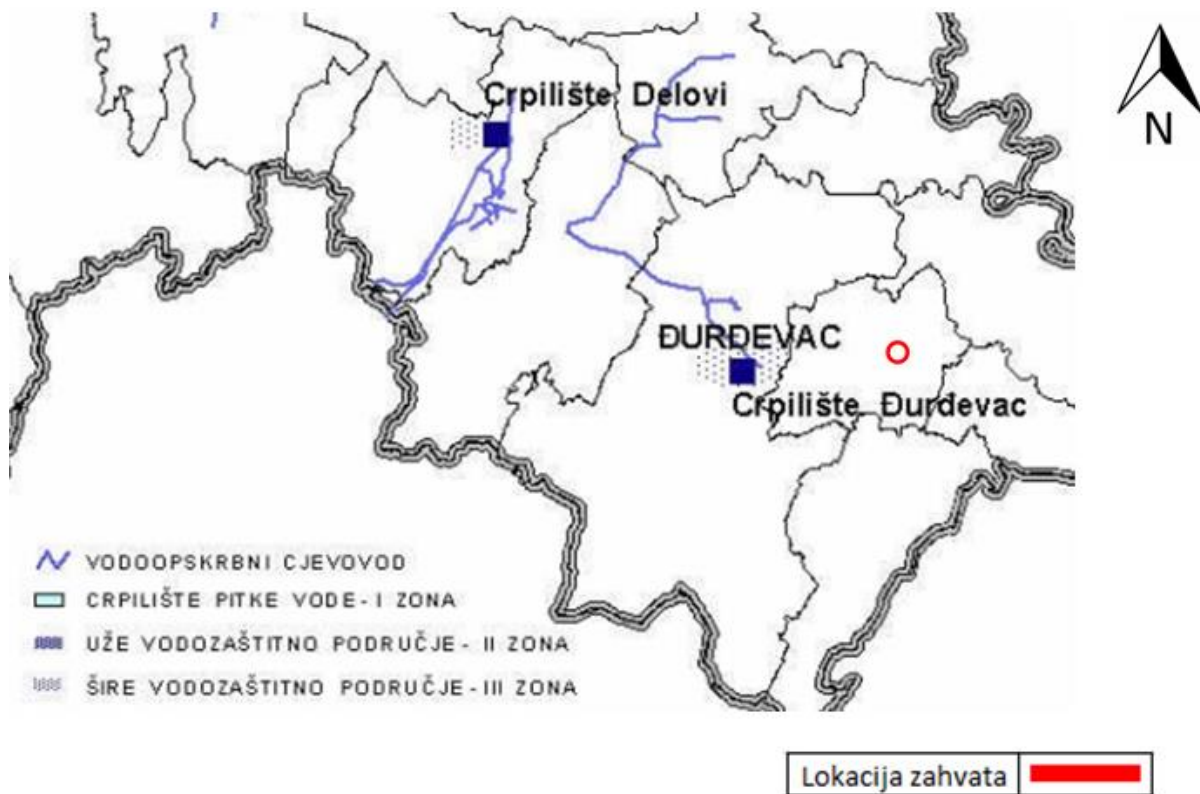 Crpilište Delovi
N
ĐURĐEVAC
Crpilište Đurđevac
VODOOPSKRBNI CJEVOVOD
CRPILIŠTE PITKE VODE - I ZONA
UŽE VODOZAŠTITNO PODRUČJE - II ZONA
ŠIRE VODOZAŠTITNO PODRUČJE - III ZONA
Lokacija zahvata